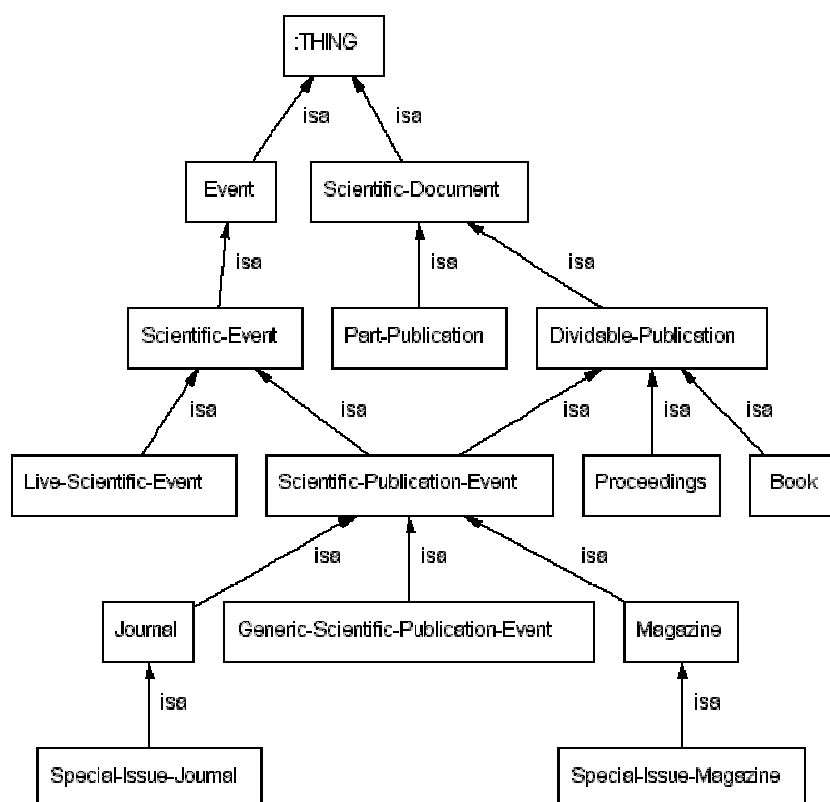 :THING
isa
isa
Event
Scientific-Document
isa
isa
isa
Scientific-Event
Part-Publication
Dividable-Publication
isa
isa
isa
isa
isa
Live-Scientific-Event
Scientific-Publication-Event
Proceedings
Book
isa
isa
isa
Journal
Generic-Scientific-Publication-Event
Magazine
isa
isa
Special-Issue-Journal
Special-Issue-Magazine